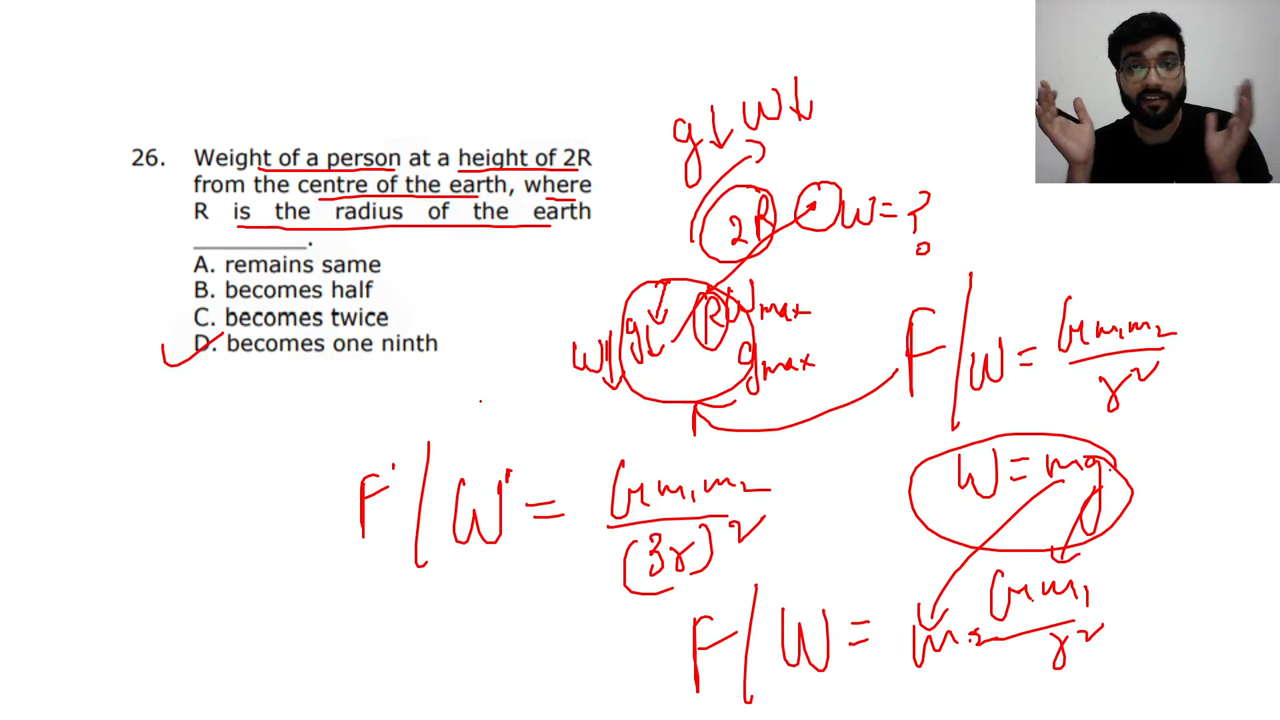 26. Weight of a person at a height of 2R
from the centre of the earth, where
R is the radius of the earth
__________.
A. remains same
B. becomes half
C. becomes twice
D. becomes one ninth
g↓ W↓
2R W=?
R Wmax
W↓ g↓ gmax
F/W = Gm₁m₂/r²
W = mg
F'/W' = Gm₁m₂/(3r)²
F/W = m₂ Gm₁/r²